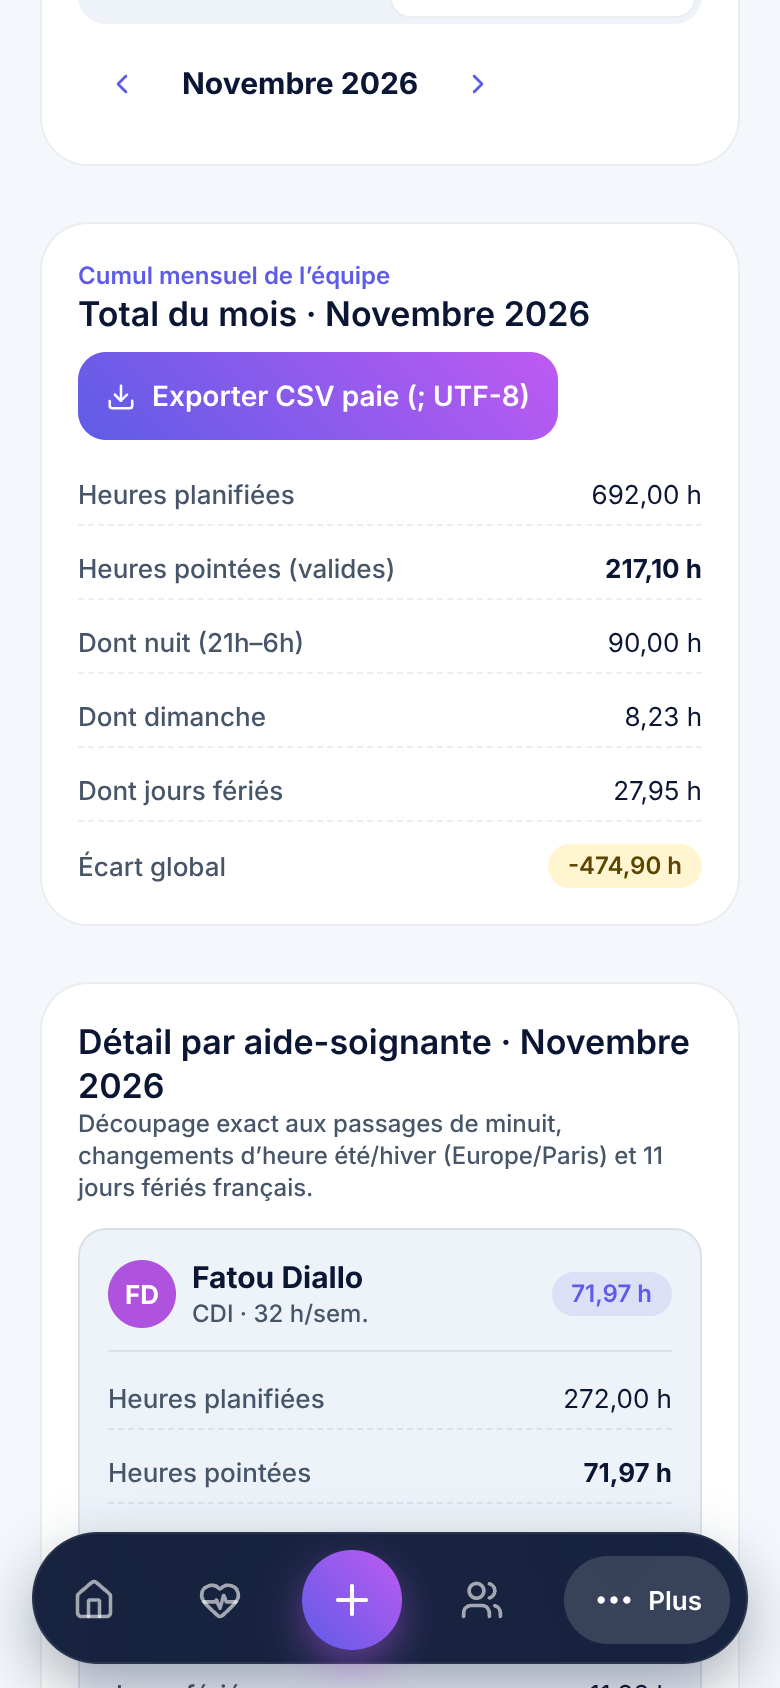 Novembre 2026
Cumul mensuel de l’équipe
Total du mois · Novembre 2026
Exporter CSV paie (; UTF-8)
Heures planifiées 692,00 h
Heures pointées (valides) 217,10 h
Dont nuit (21h–6h) 90,00 h
Dont dimanche 8,23 h
Dont jours fériés 27,95 h
Écart global -474,90 h
Détail par aide-soignante · Novembre
2026
Découpage exact aux passages de minuit,
changements d’heure été/hiver (Europe/Paris) et 11
jours fériés français.
FD Fatou Diallo 71,97 h
CDI · 32 h/sem.
Heures planifiées 272,00 h
Heures pointées 71,97 h
Plus